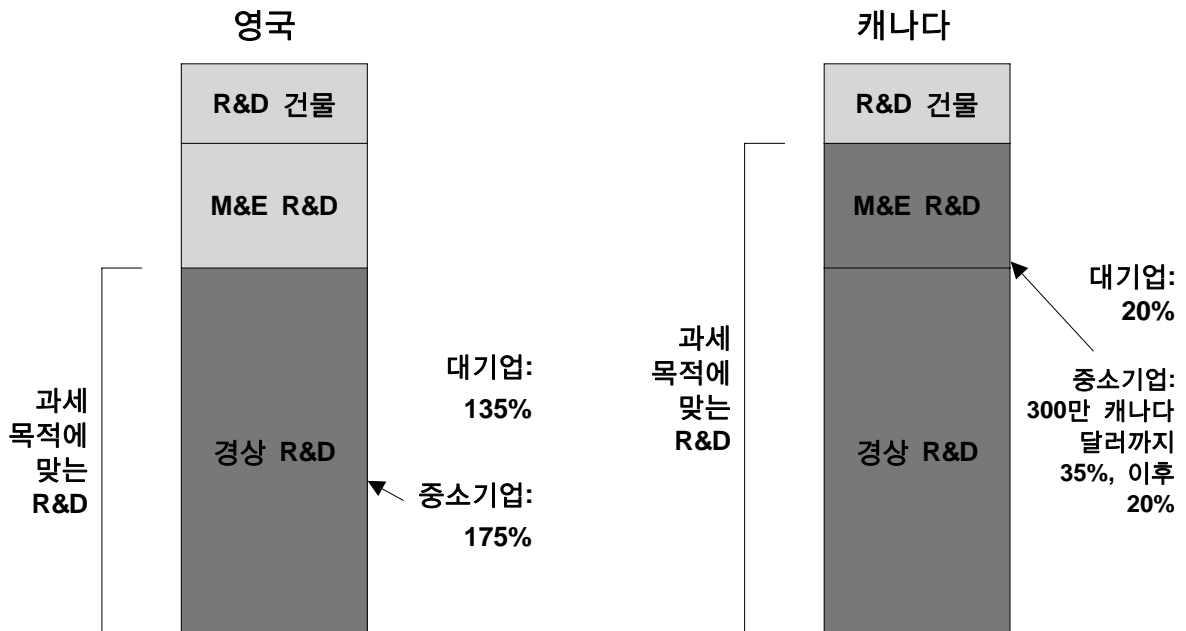 영국
R&D 건물
M&E R&D
경상 R&D
과세
목적에
맞는
R&D
대기업:
135%
중소기업:
175%
캐나다
R&D 건물
M&E R&D
경상 R&D
과세
목적에
맞는
R&D
대기업:
20%
중소기업:
300만 캐나다
달러까지
35%, 이후
20%